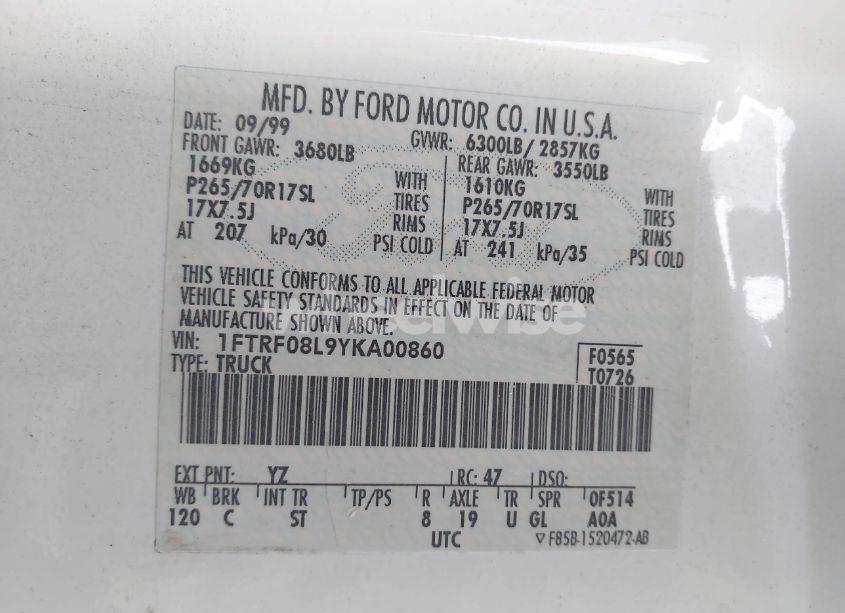 MFD. BY FORD MOTOR CO. IN U.S.A.
DATE: 09/99 GVWR: 6300LB/ 2857KG
FRONT GAWR: 3680LB REAR GAWR: 3550LB
1669KG WITH 1610KG WITH
P265/70R17SL TIRES P265/70R17SL TIRES
17X7.5J RIMS 17X7.5J RIMS
AT 207 kPa/30 PSI COLD AT 241 kPa/35 PSI COLD
THIS VEHICLE CONFORMS TO ALL APPLICABLE FEDERAL MOTOR
VEHICLE SAFETY STANDARDS IN EFFECT ON THE DATE OF
MANUFACTURE SHOWN ABOVE.
VIN: 1FTRF08L9YKA00860 F0565
TYPE: TRUCK T0726
EXT PNT: YZ RC: 47 DSO:
WB BRK INT TR TP/PS R AXLE TR SPR 0F514
120 C ST 8 19 U GL A0A
UTC ▽ F85B-1520472-AB